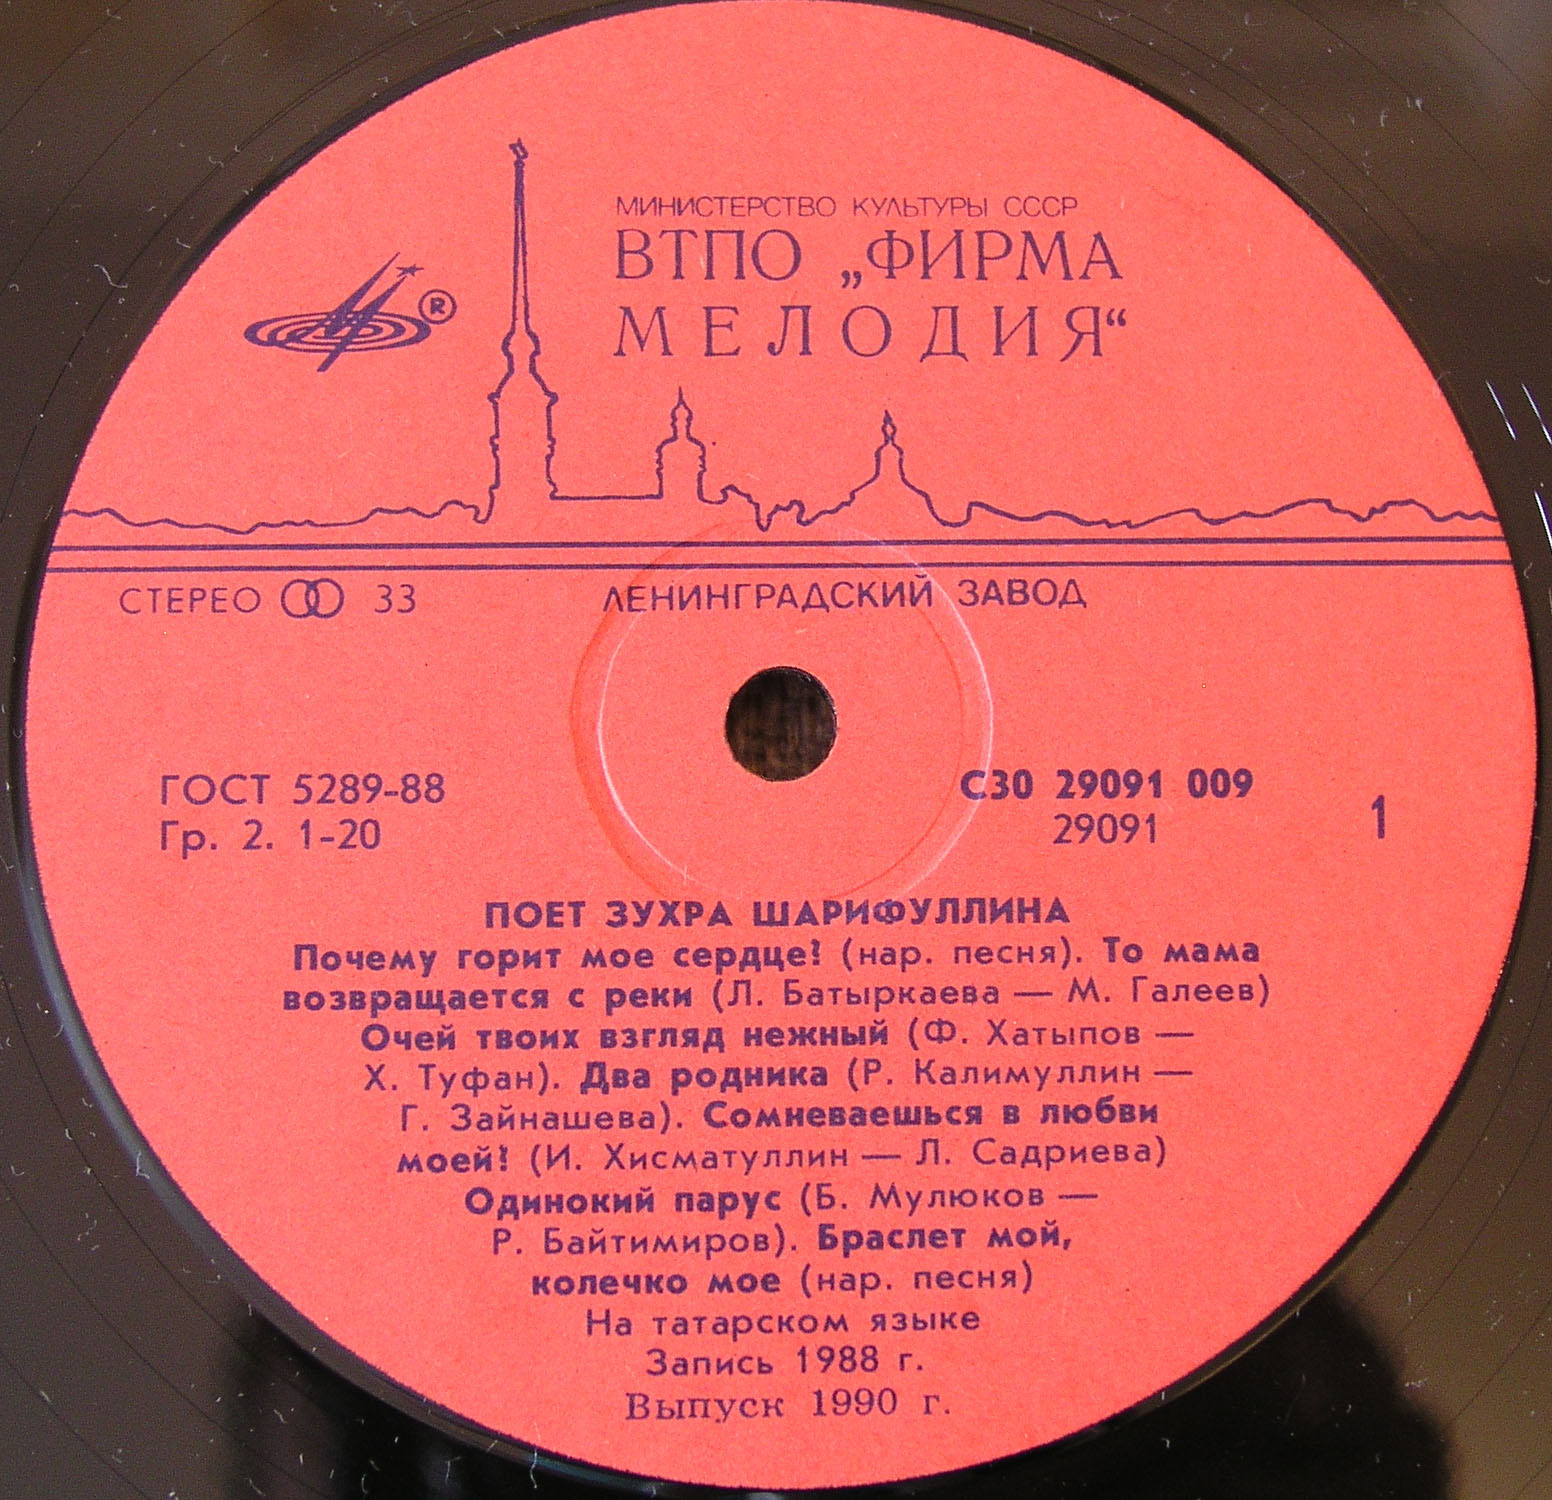 МИНИСТЕРСТВО КУЛЬТУРЫ СССР
ВТПО „ФИРМА
МЕЛОДИЯ“
®
СТЕРЕО 33
ЛЕНИНГРАДСКИЙ ЗАВОД
ГОСТ 5289-88
Гр. 2. 1-20
С30 29091 009
29091
1
ПОЕТ ЗУХРА ШАРИФУЛЛИНА
Почему горит мое сердце? (нар. песня). То мама
возвращается с реки (Л. Батыркаева — М. Галеев)
Очей твоих взгляд нежный (Ф. Хатыпов —
Х. Туфан). Два родника (Р. Калимуллин —
Г. Зайнашева). Сомневаешься в любви
моей? (И. Хисматуллин — Л. Садриева)
Одинокий парус (Б. Мулюков —
Р. Байтимиров). Браслет мой,
колечко мое (нар. песня)
На татарском языке
Запись 1988 г.
Выпуск 1990 г.